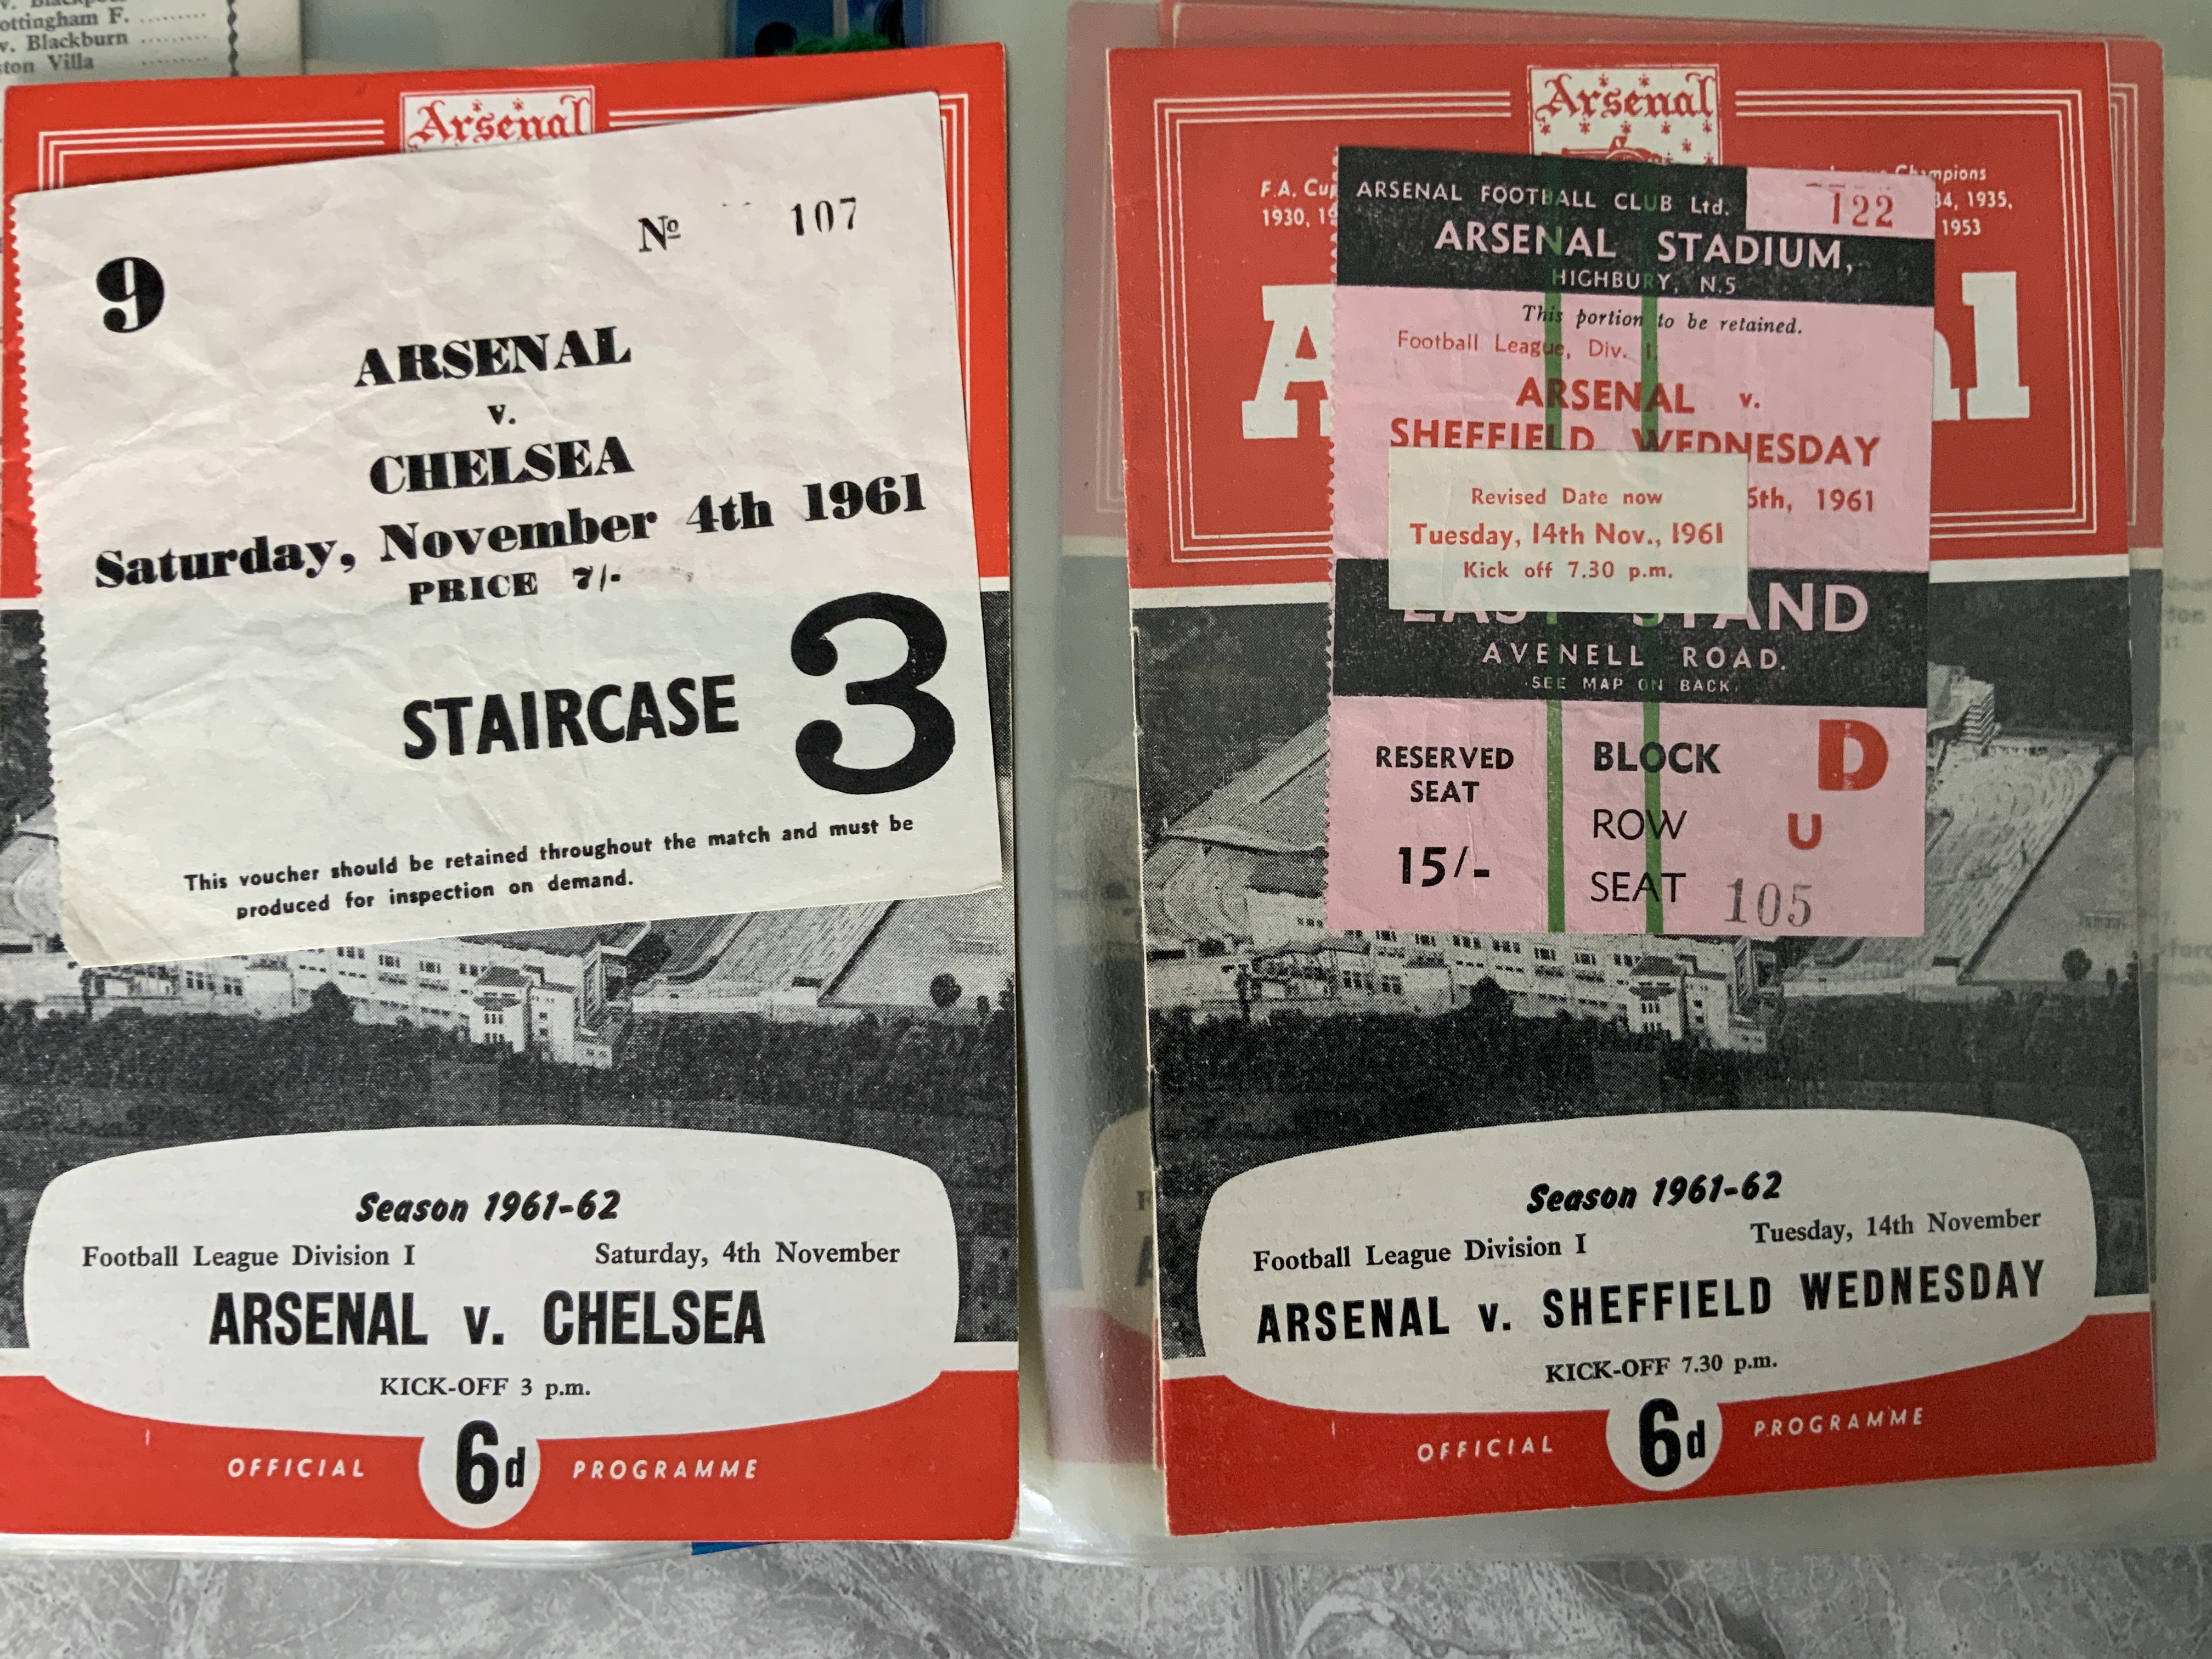 ottingham F. .........
v. Blackburn .........
ton Villa .........
Arsenal
Nº 107
9
ARSENAL
v.
CHELSEA
Saturday, November 4th 1961
PRICE 7/-
STAIRCASE 3
This voucher should be retained throughout the match and must be
produced for inspection on demand.
Season 1961-62
Football League Division I Saturday, 4th November
ARSENAL v. CHELSEA
KICK-OFF 3 p.m.
OFFICIAL 6d PROGRAMME
Arsenal
F.A. Cup
1930, 19
mpions
34, 1935,
1953
A al
ARSENAL FOOTBALL CLUB Ltd. 122
ARSENAL STADIUM,
HIGHBURY, N.5
This portion to be retained.
Football League, Div. I.
ARSENAL v.
SHEFFIELD WEDNESDAY
5th, 1961
Revised Date now
Tuesday, 14th Nov., 1961
Kick off 7.30 p.m.
EAST STAND
AVENELL ROAD.
SEE MAP ON BACK.
RESERVED
SEAT
15/-
BLOCK D
ROW U
SEAT 105
Season 1961-62
Football League Division I Tuesday, 14th November
ARSENAL v. SHEFFIELD WEDNESDAY
KICK-OFF 7.30 p.m.
OFFICIAL 6d PROGRAMME